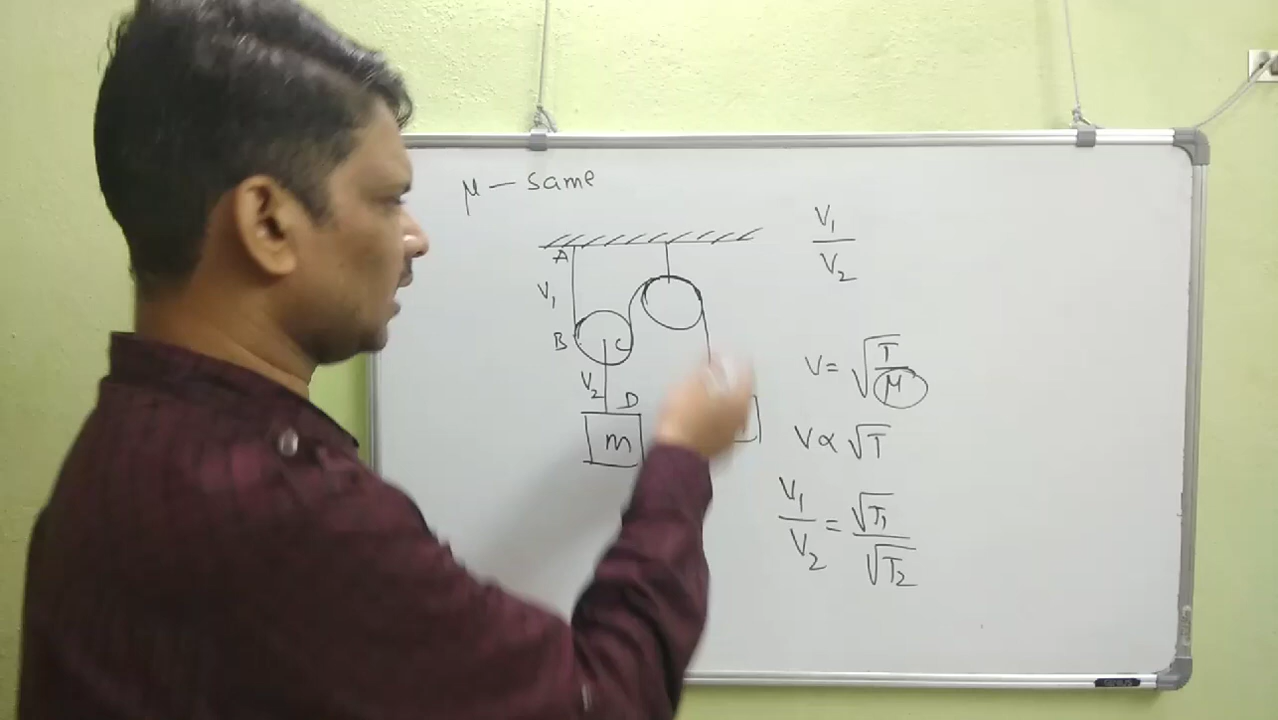 μ – same
A
V₁
B
C
V₂
D
m
V₁/V₂
V = √(T/μ)
V ∝ √T
V₁/V₂ = √T₁/√T₂